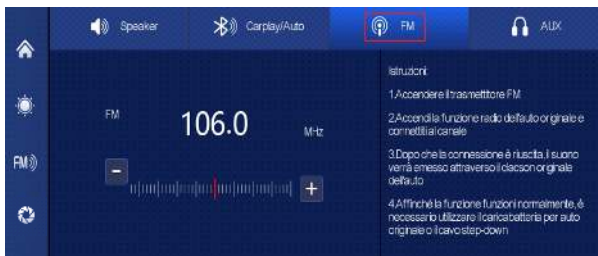 Speaker
Carplay/Auto
FM
AUX
FM
FM
106.0
MHz
Istruzioni:
1.Accendere il trasmettitore FM
2.Accendi la funzione radio dell'auto originale e
connettiti al canale
3.Dopo che la connessione è riuscita, il suono
verrà emesso attraverso il clacson originale
dell'auto
4.Affinché la funzione funzioni normalmente, è
necessario utilizzare il caricabatteria per auto
originale o il cavo step-down